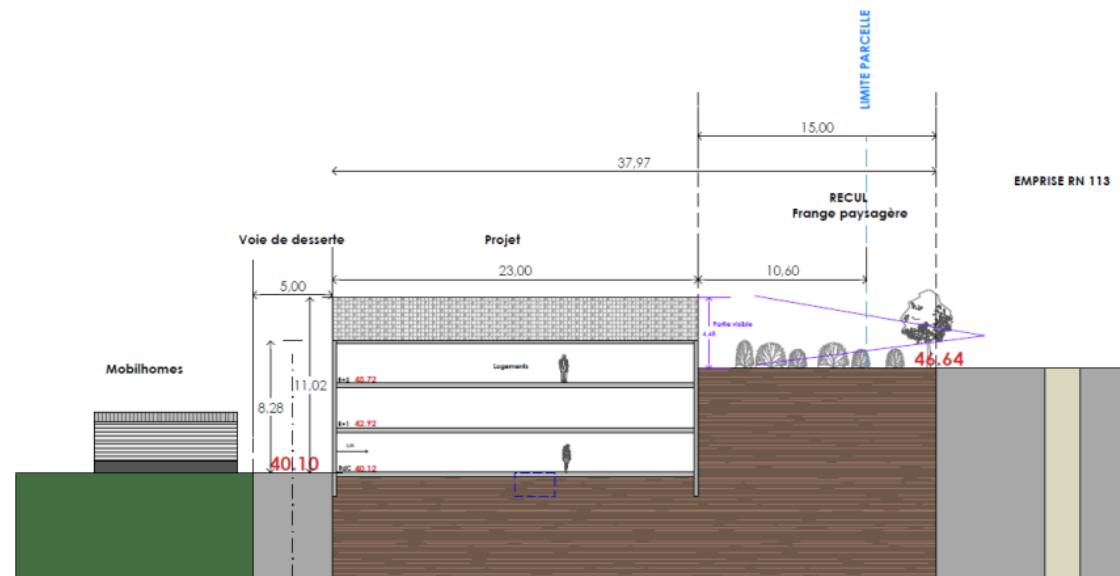 LIMITE PARCELLE
15,00
37,97
EMPRISE RN 113
RECUL
Frange paysagère
Voie de desserte
Projet
23,00
10,60
5,00
Partie visible
4,48
46.64
Mobilhomes
Logements
R+2 45.72
11,02
8,28
R+1 42.92
40.10
RdC 40.12